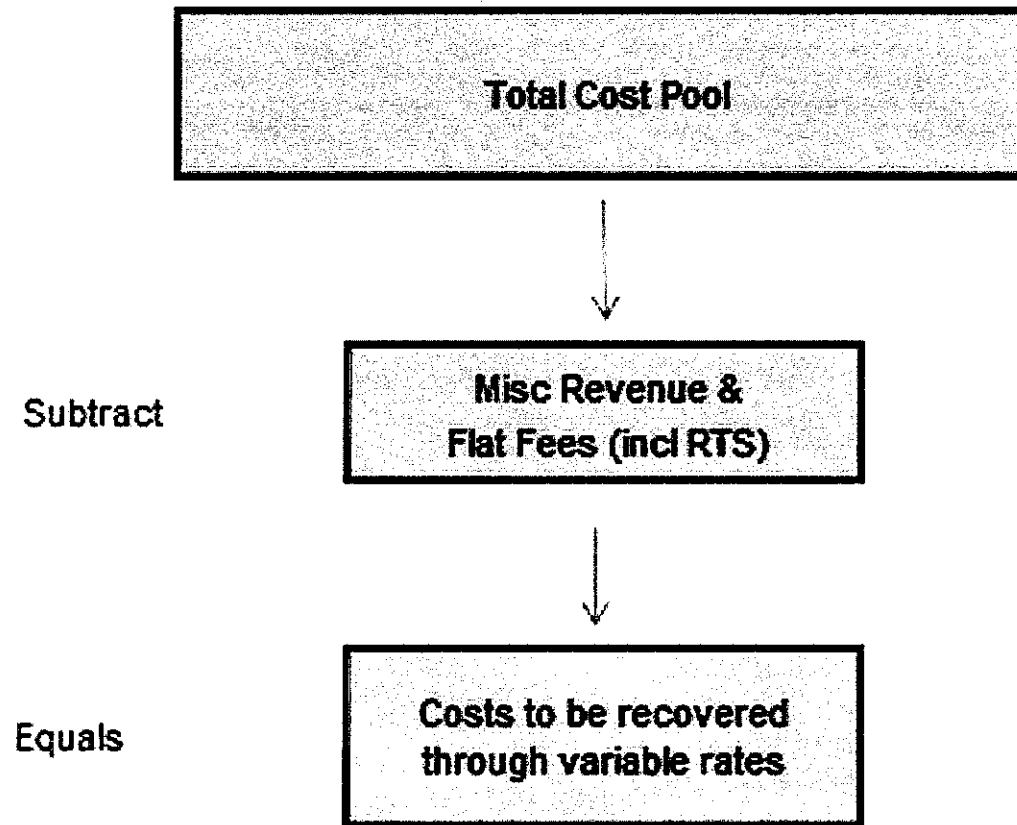 Total Cost Pool
Subtract
Misc Revenue &
Flat Fees (incl RTS)
Equals
Costs to be recovered
through variable rates